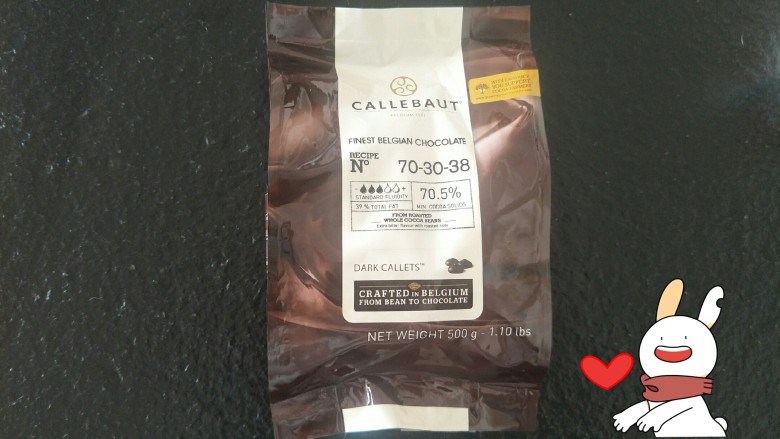 CALLEBAUT
FINEST BELGIAN CHOCOLATE
RECIPE
Nº 70-30-38
- +
STANDARD FLUIDITY
70.5%
39 % TOTAL FAT
MIN. COCOA SOLIDS
FROM ROASTED
WHOLE COCOA BEANS
DARK CALLETS™
CRAFTED IN BELGIUM
FROM BEAN TO CHOCOLATE
NET WEIGHT 500 g - 1.10 lbs